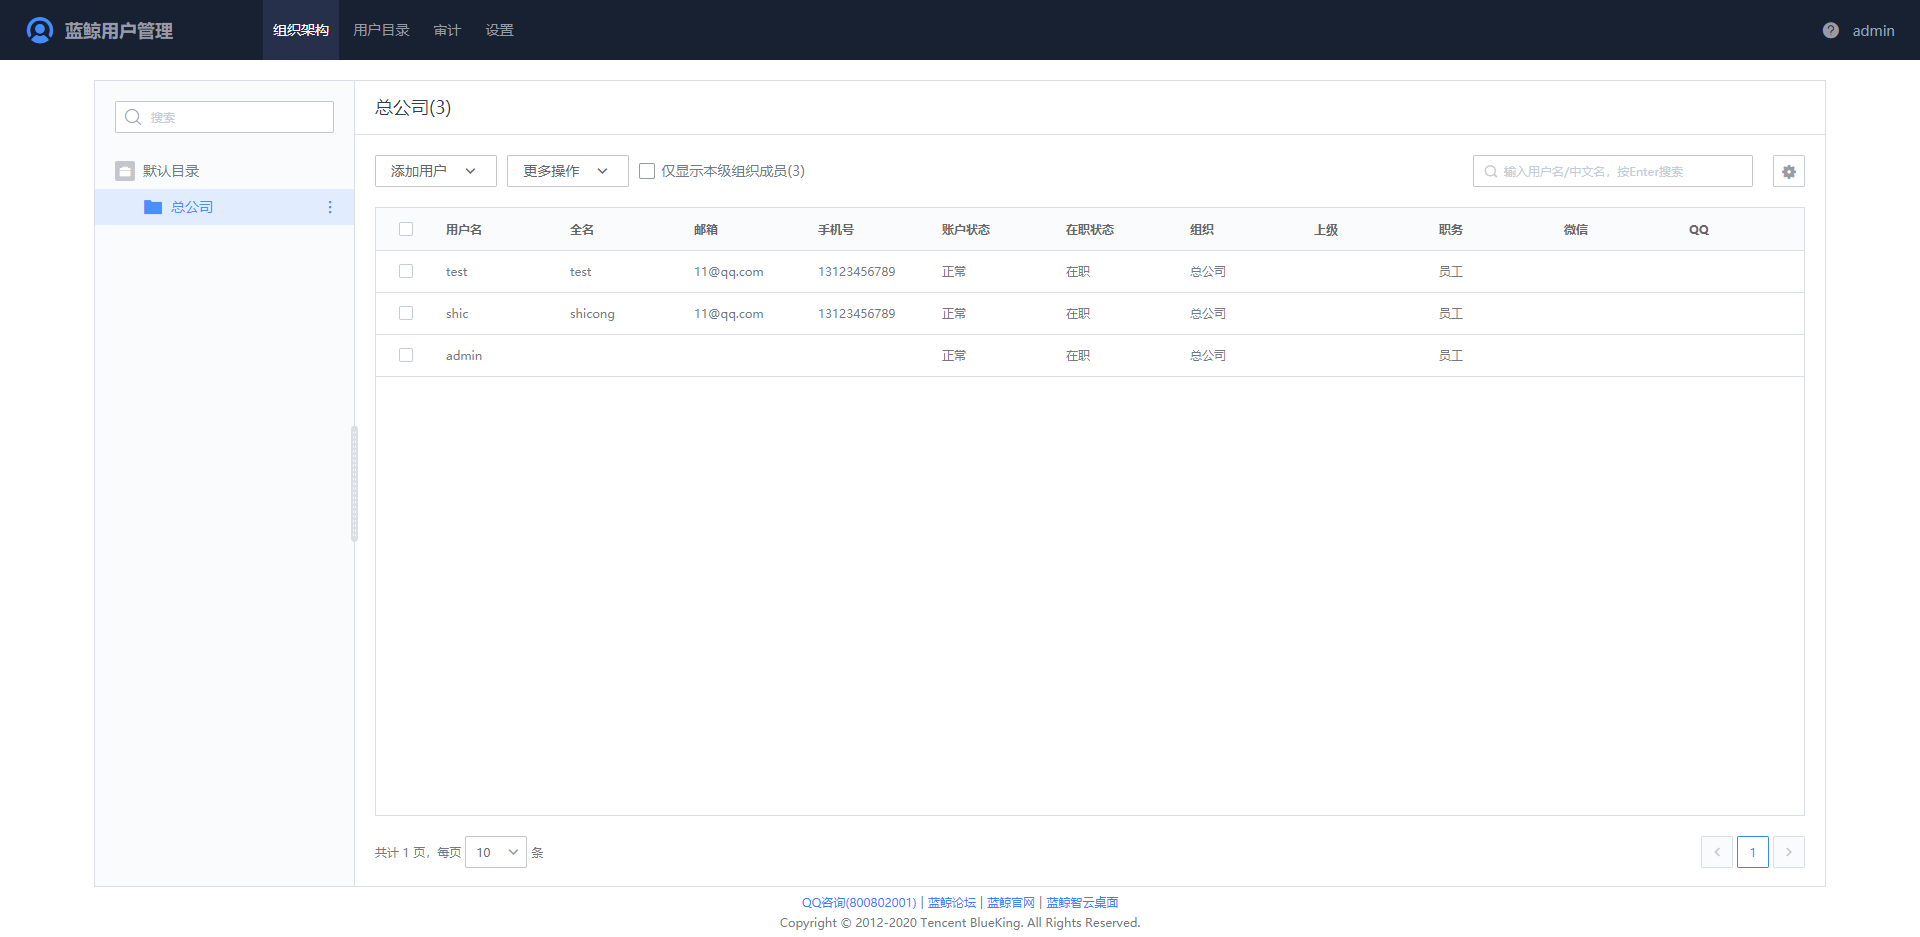 蓝鲸用户管理 组织架构 用户目录 审计 设置 ? admin
搜索
默认目录
总公司
总公司(3)
添加用户 更多操作 仅显示本级组织成员(3) 输入用户名/中文名，按Enter搜索
用户名 全名 邮箱 手机号 账户状态 在职状态 组织 上级 职务 微信 QQ
test test 11@qq.com 13123456789 正常 在职 总公司 员工
shic shicong 11@qq.com 13123456789 正常 在职 总公司 员工
admin 正常 在职 总公司 员工
共计 1 页，每页 10 条 1
QQ咨询(800802001) | 蓝鲸论坛 | 蓝鲸官网 | 蓝鲸智云桌面
Copyright © 2012-2020 Tencent BlueKing. All Rights Reserved.